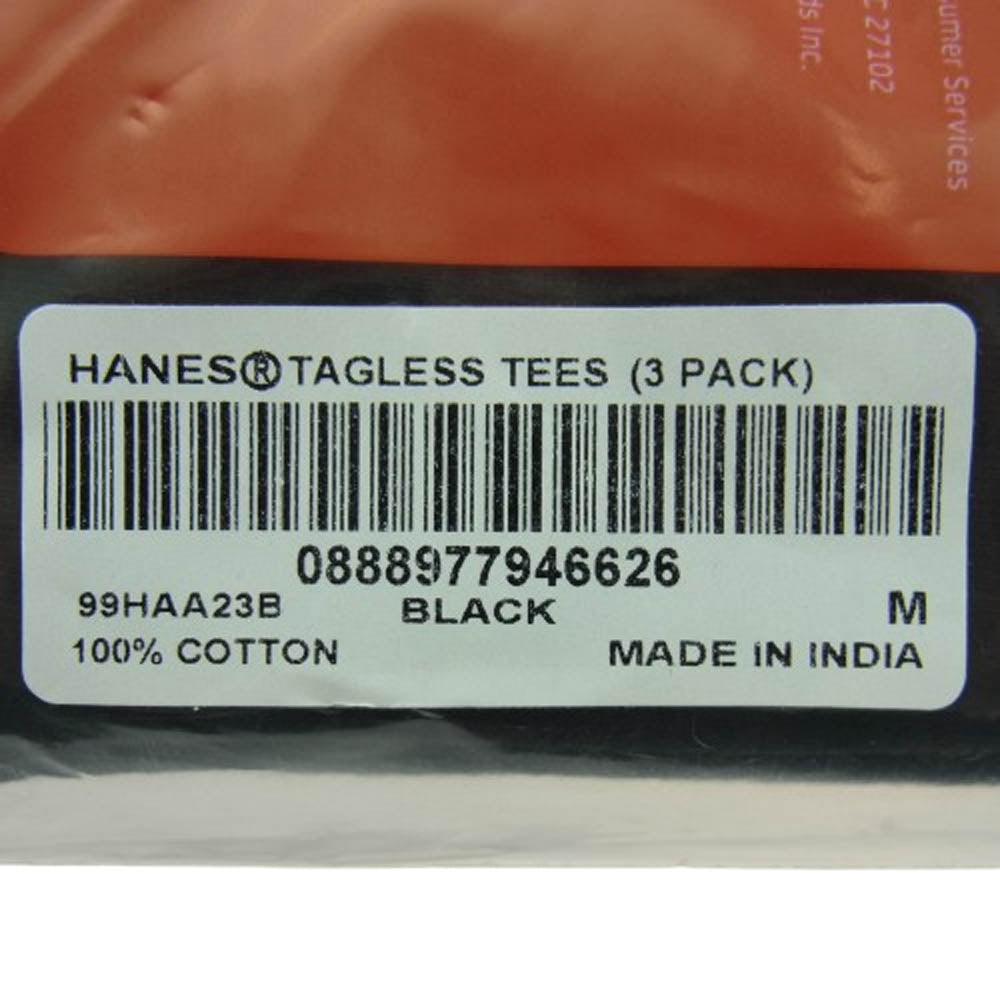 umer Services
C 27102
ds Inc.
HANES® TAGLESS TEES (3 PACK)
0888977946626
99HAA23B BLACK M
100% COTTON MADE IN INDIA